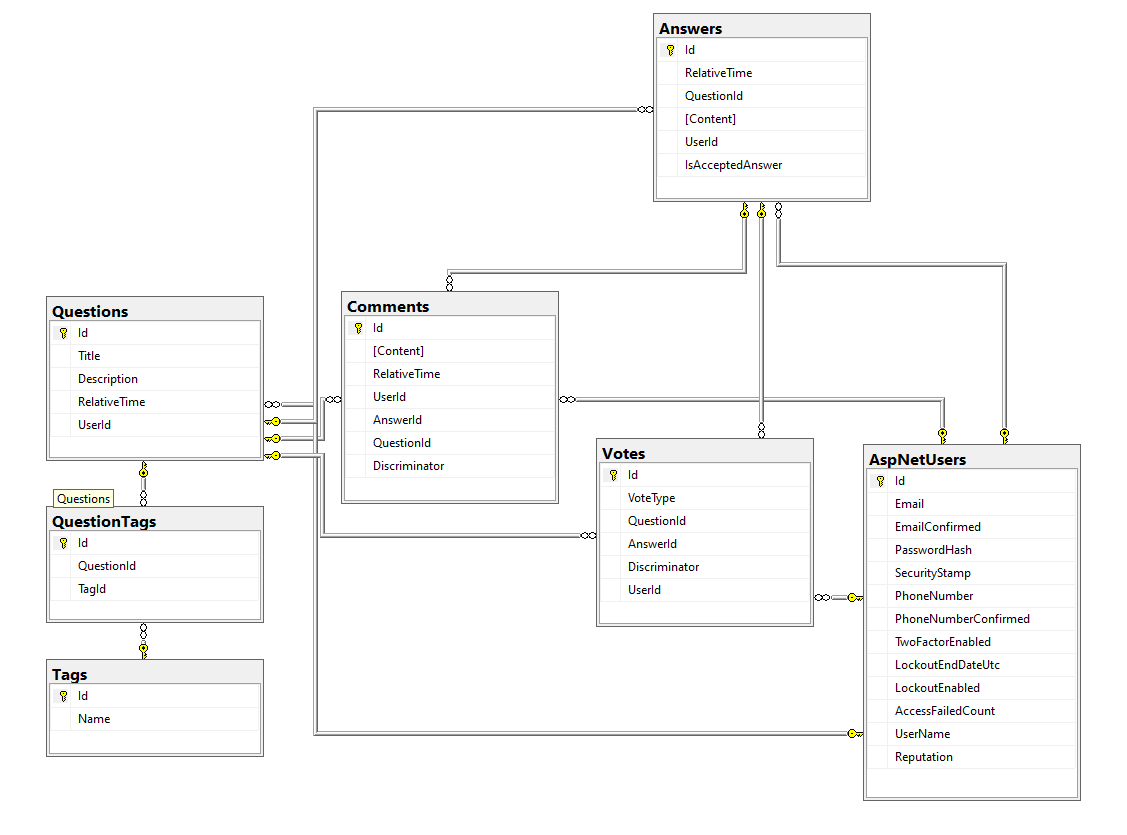 Answers
Id
RelativeTime
QuestionId
[Content]
UserId
IsAcceptedAnswer
Questions
Id
Title
Description
RelativeTime
UserId
Comments
Id
[Content]
RelativeTime
UserId
AnswerId
QuestionId
Discriminator
Votes
Id
VoteType
QuestionId
AnswerId
Discriminator
UserId
AspNetUsers
Id
Email
EmailConfirmed
PasswordHash
SecurityStamp
PhoneNumber
PhoneNumberConfirmed
TwoFactorEnabled
LockoutEndDateUtc
LockoutEnabled
AccessFailedCount
UserName
Reputation
Questions
QuestionTags
Id
QuestionId
TagId
Tags
Id
Name